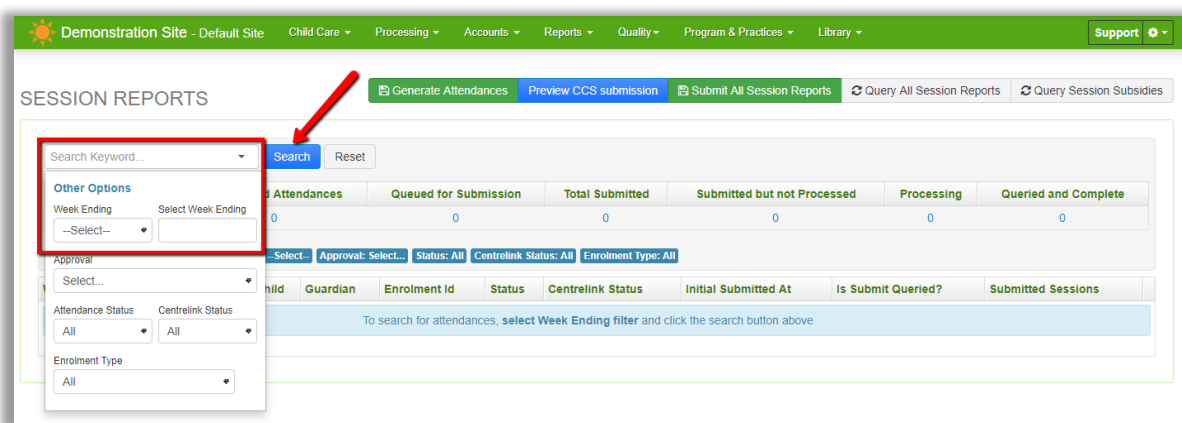 Demonstration Site - Default Site Child Care Processing Accounts Reports Quality Program & Practices Library Support
SESSION REPORTS
Generate Attendances Preview CCS submission Submit All Session Reports Query All Session Reports Query Session Subsidies
Search Keyword... Search Reset
Other Options
Attendances Queued for Submission Total Submitted Submitted but not Processed Processing Queried and Complete
Week Ending Select Week Ending
--Select-- 0 0 0 0 0 0
--Select-- Approval: Select... Status: All Centrelink Status: All Enrolment Type: All
Approval
Select... Guardian Enrolment Id Status Centrelink Status Initial Submitted At Is Submit Queried? Submitted Sessions
Attendance Status Centrelink Status
To search for attendances, select Week Ending filter and click the search button above
All All
Enrolment Type
All